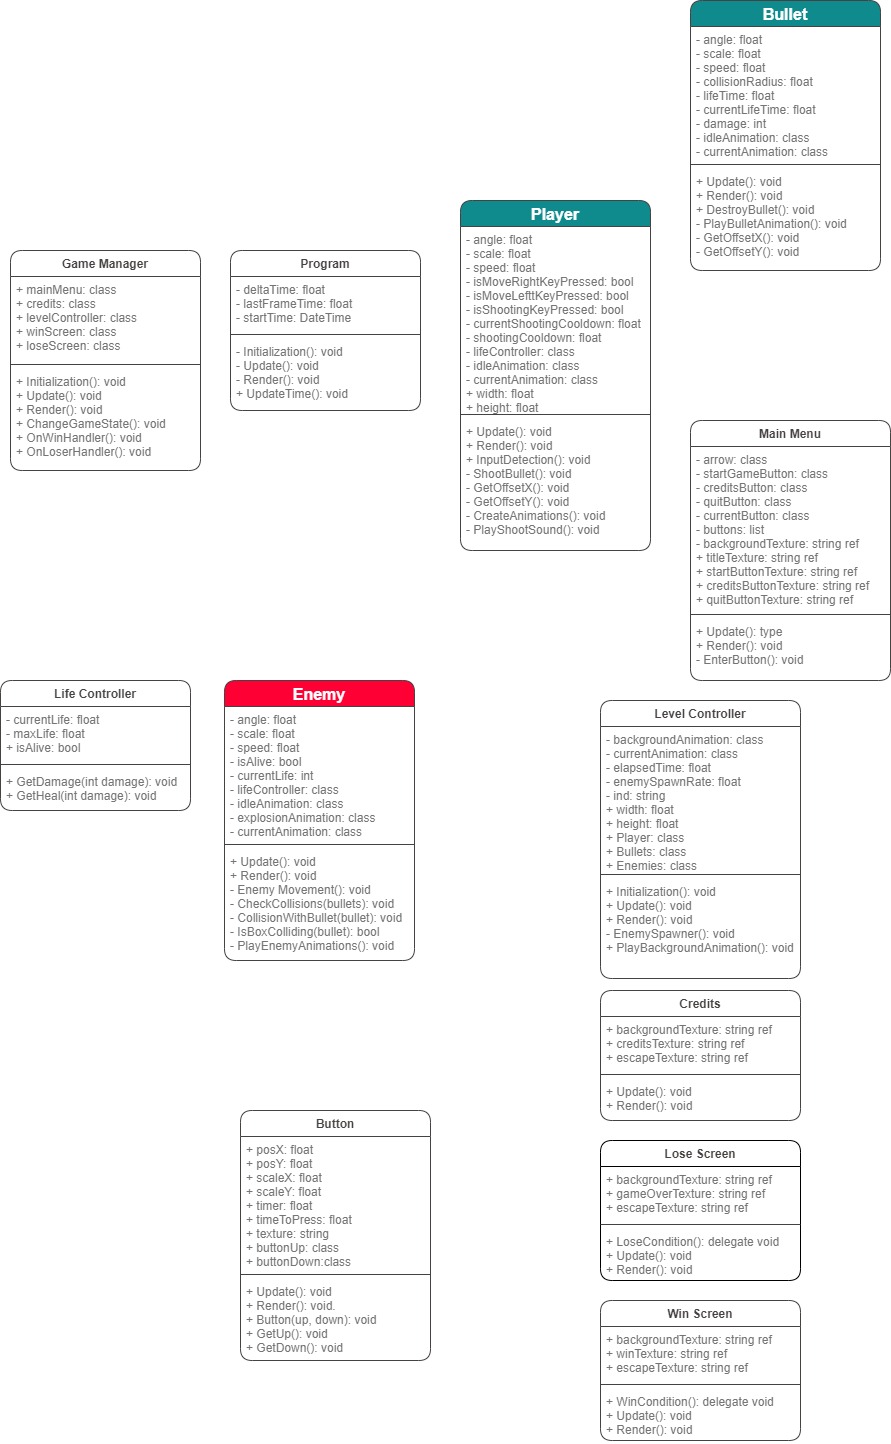 Bullet
- angle: float
- scale: float
- speed: float
- collisionRadius: float
- lifeTime: float
- currentLifeTime: float
- damage: int
- idleAnimation: class
- currentAnimation: class
+ Update(): void
+ Render(): void
+ DestroyBullet(): void
- PlayBulletAnimation(): void
- GetOffsetX(): void
- GetOffsetY(): void
Player
- angle: float
- scale: float
- speed: float
- isMoveRightKeyPressed: bool
- isMoveLefttKeyPressed: bool
- isShootingKeyPressed: bool
- currentShootingCooldown: float
- shootingCooldown: float
- lifeController: class
- idleAnimation: class
- currentAnimation: class
+ width: float
+ height: float
+ Update(): void
+ Render(): void
+ InputDetection(): void
- ShootBullet(): void
- GetOffsetX(): void
- GetOffsetY(): void
- CreateAnimations(): void
- PlayShootSound(): void
Game Manager
+ mainMenu: class
+ credits: class
+ levelController: class
+ winScreen: class
+ loseScreen: class
+ Initialization(): void
+ Update(): void
+ Render(): void
+ ChangeGameState(): void
+ OnWinHandler(): void
+ OnLoserHandler(): void
Program
- deltaTime: float
- lastFrameTime: float
- startTime: DateTime
- Initialization(): void
- Update(): void
- Render(): void
+ UpdateTime(): void
Main Menu
- arrow: class
- startGameButton: class
- creditsButton: class
- quitButton: class
- currentButton: class
- buttons: list
- backgroundTexture: string ref
+ titleTexture: string ref
+ startButtonTexture: string ref
+ creditsButtonTexture: string ref
+ quitButtonTexture: string ref
+ Update(): type
+ Render(): void
- EnterButton(): void
Life Controller
- currentLife: float
- maxLife: float
+ isAlive: bool
+ GetDamage(int damage): void
+ GetHeal(int damage): void
Enemy
- angle: float
- scale: float
- speed: float
- isAlive: bool
- currentLife: int
- lifeController: class
- idleAnimation: class
- explosionAnimation: class
- currentAnimation: class
+ Update(): void
+ Render(): void
- Enemy Movement(): void
- CheckCollisions(bullets): void
- CollisionWithBullet(bullet): void
- IsBoxColliding(bullet): bool
- PlayEnemyAnimations(): void
Level Controller
- backgroundAnimation: class
- currentAnimation: class
- elapsedTime: float
- enemySpawnRate: float
- ind: string
+ width: float
+ height: float
+ Player: class
+ Bullets: class
+ Enemies: class
+ Initialization(): void
+ Update(): void
+ Render(): void
- EnemySpawner(): void
+ PlayBackgroundAnimation(): void
Credits
+ backgroundTexture: string ref
+ creditsTexture: string ref
+ escapeTexture: string ref
+ Update(): void
+ Render(): void
Button
+ posX: float
+ posY: float
+ scaleX: float
+ scaleY: float
+ timer: float
+ timeToPress: float
+ texture: string
+ buttonUp: class
+ buttonDown:class
+ Update(): void
+ Render(): void.
+ Button(up, down): void
+ GetUp(): void
+ GetDown(): void
Lose Screen
+ backgroundTexture: string ref
+ gameOverTexture: string ref
+ escapeTexture: string ref
+ LoseCondition(): delegate void
+ Update(): void
+ Render(): void
Win Screen
+ backgroundTexture: string ref
+ winTexture: string ref
+ escapeTexture: string ref
+ WinCondition(): delegate void
+ Update(): void
+ Render(): void